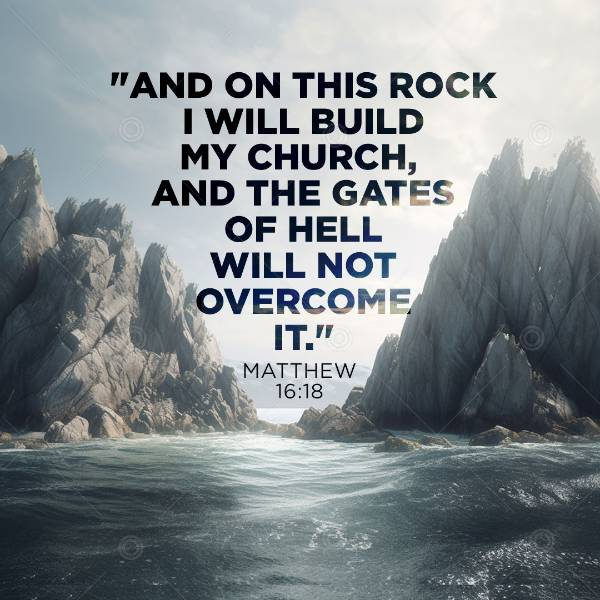 "AND ON THIS ROCK
I WILL BUILD
MY CHURCH,
AND THE GATES
OF HELL
WILL NOT
OVERCOME
IT."
MATTHEW
16:18